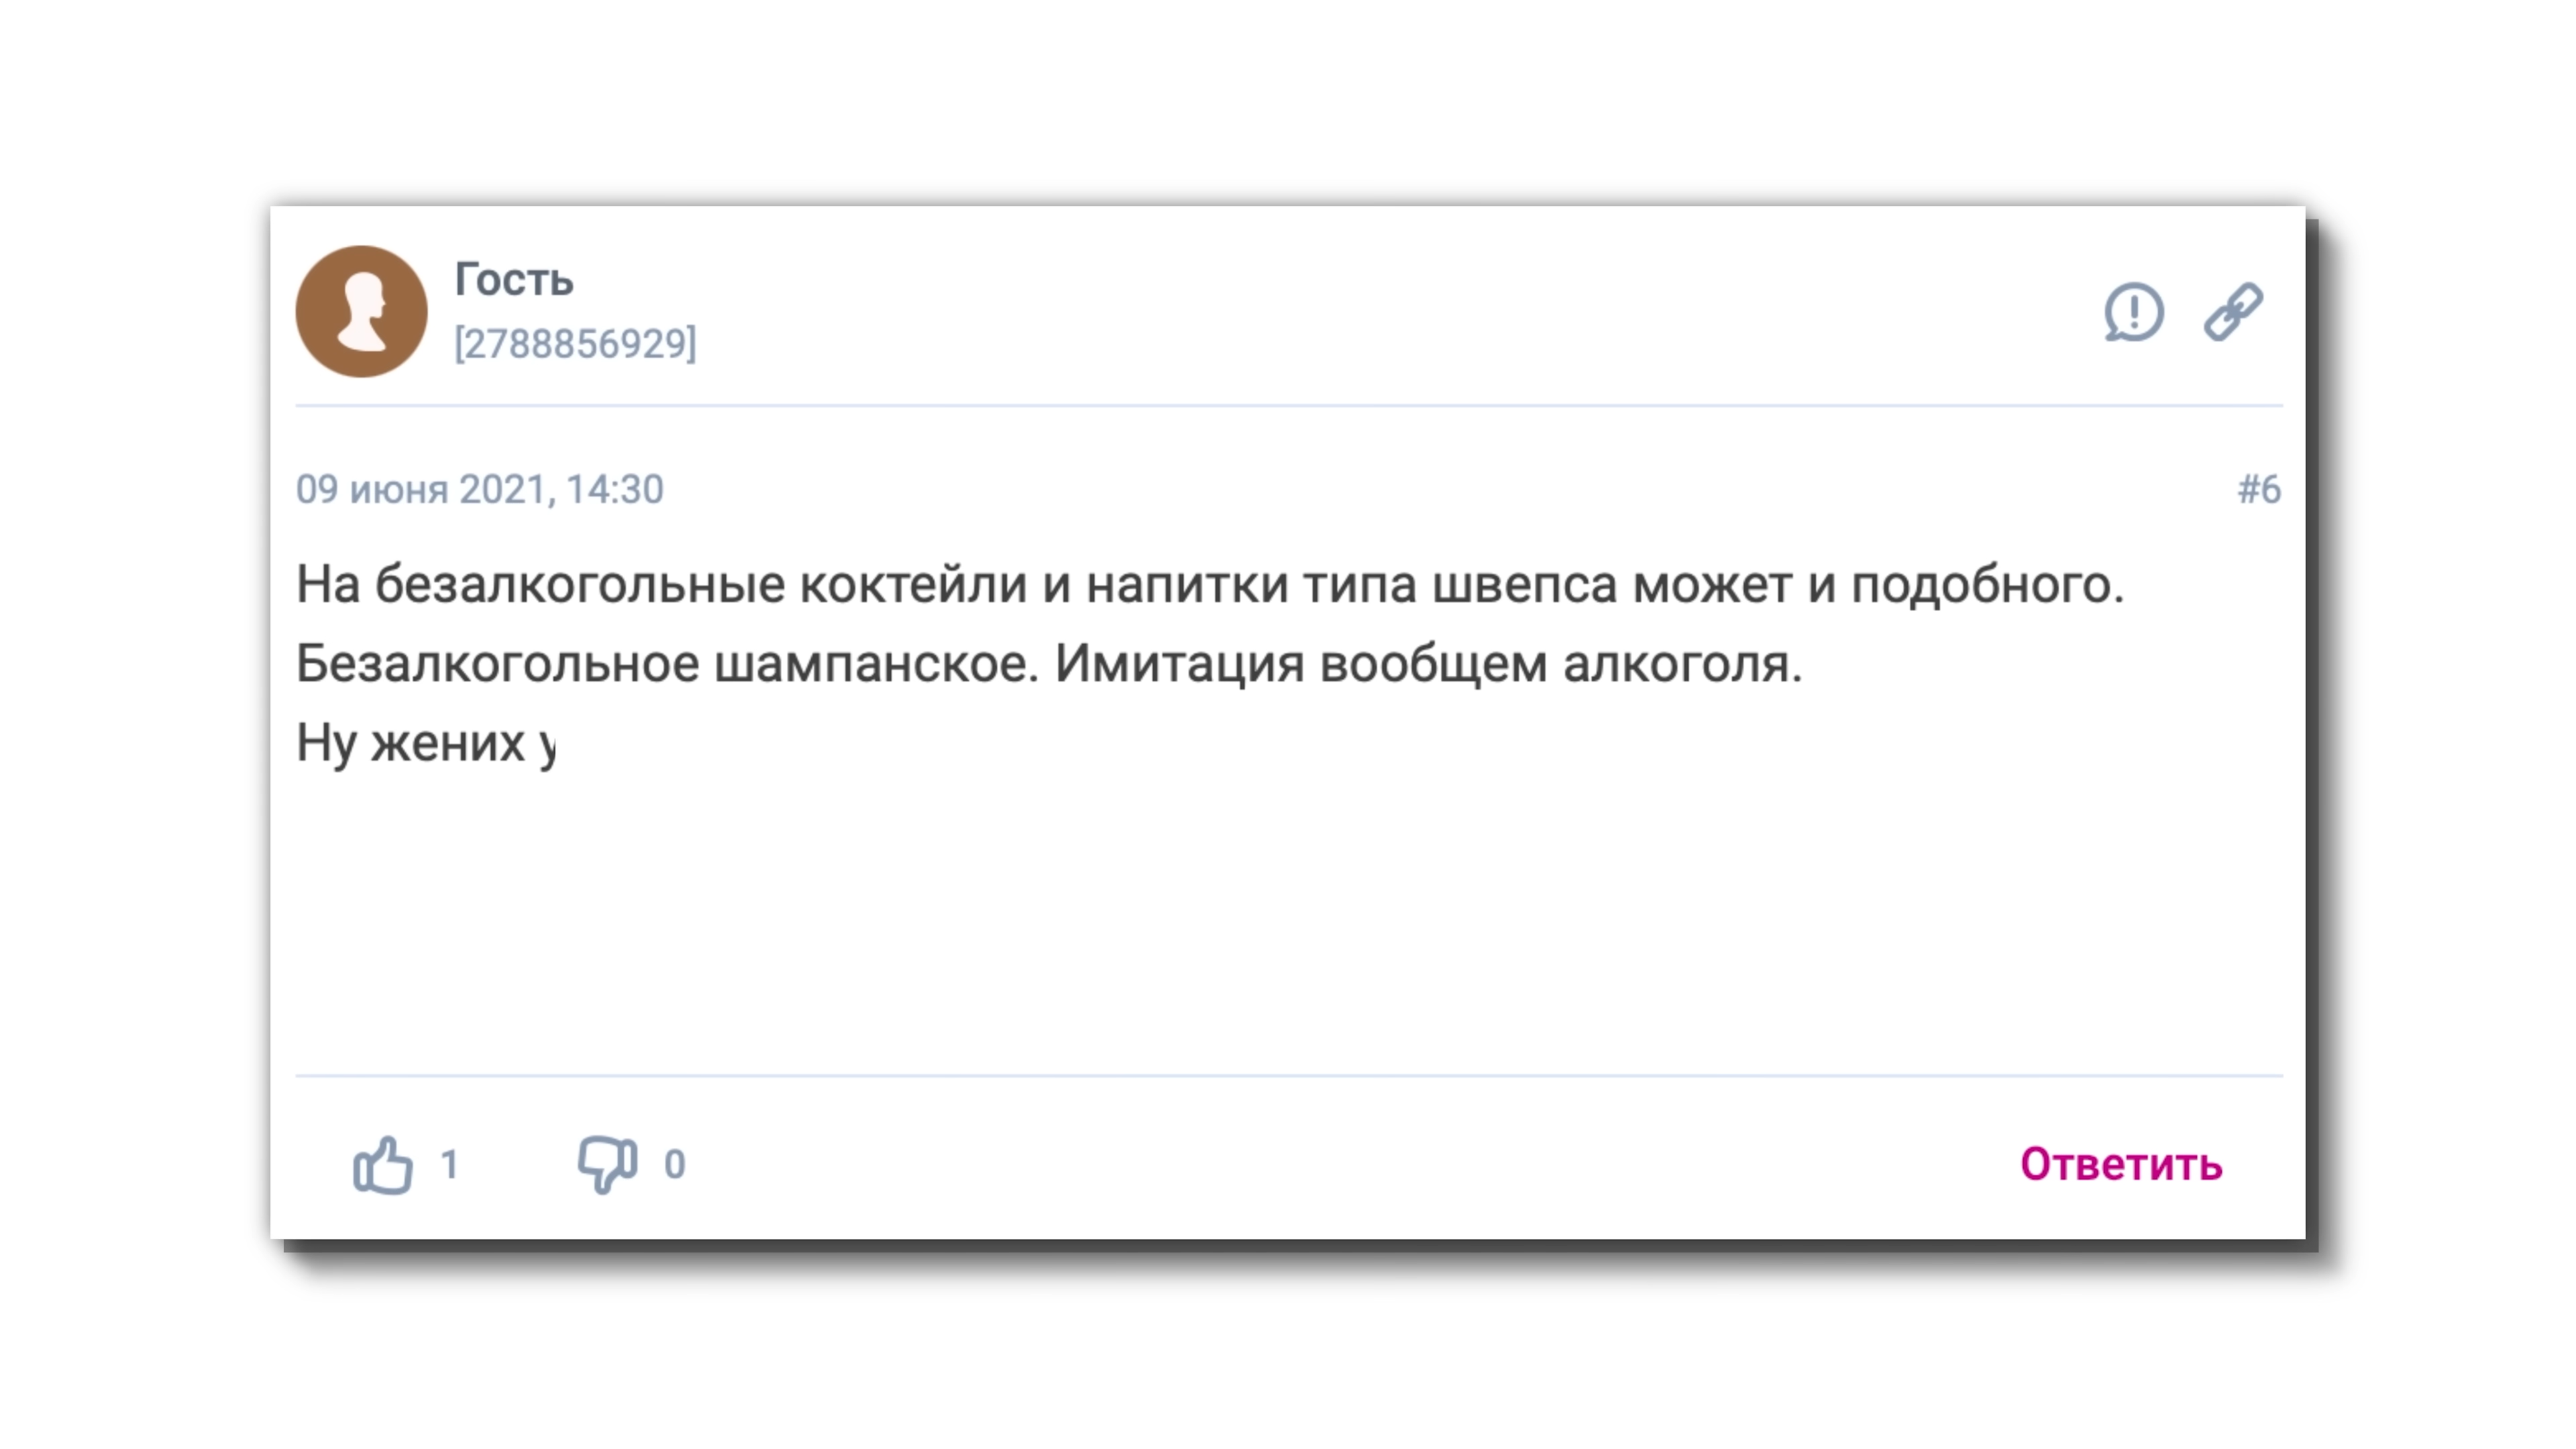 Гость
[2788856929]
09 июня 2021, 14:30
#6
На безалкогольные коктейли и напитки типа швепса может и подобного.
Безалкогольное шампанское. Имитация вообщем алкоголя.
Ну жених у
1
0
Ответить